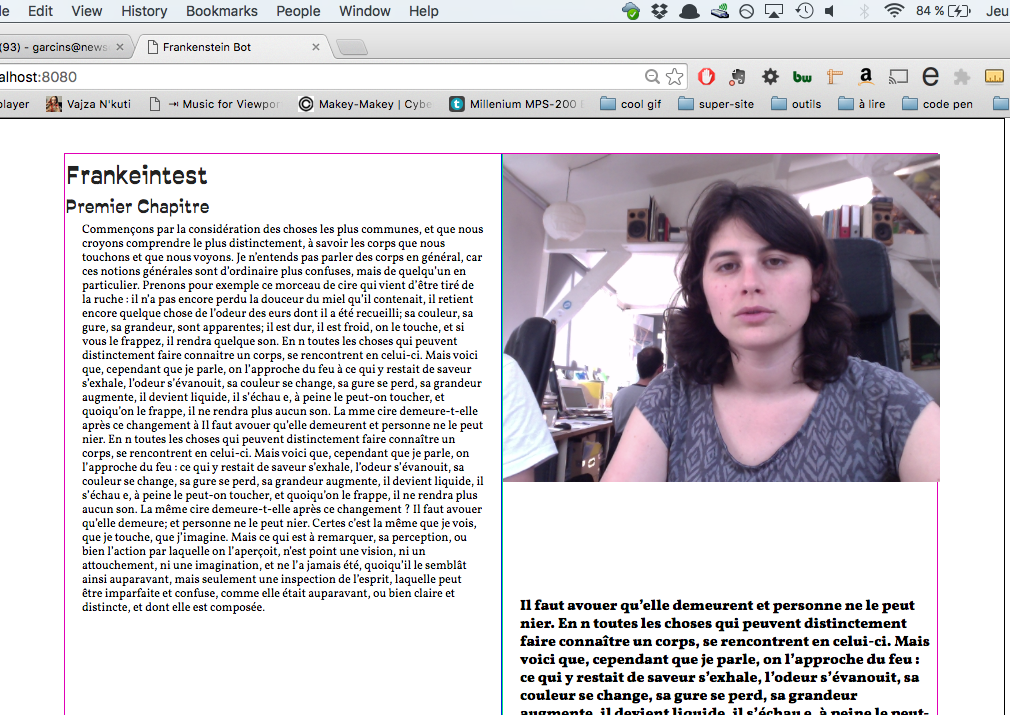 le Edit View History Bookmarks People Window Help 84 % Jeu
(93) - garcins@news Frankenstein Bot
alhost:8080
bw a e
player Vajza N'kuti ⇥ Music for Viewpor Makey-Makey | Cybe t Millenium MPS-200 cool gif super-site outils à lire code pen
Frankeintest
Premier Chapitre
Commençons par la considération des choses les plus communes, et que nous
croyons comprendre le plus distinctement, à savoir les corps que nous
touchons et que nous voyons. Je n'entends pas parler des corps en général, car
ces notions générales sont d'ordinaire plus confuses, mais de quelqu'un en
particulier. Prenons pour exemple ce morceau de cire qui vient d'être tiré de
la ruche : il n'a pas encore perdu la douceur du miel qu'il contenait, il retient
encore quelque chose de l'odeur des eurs dont il a été recueilli; sa couleur, sa
gure, sa grandeur, sont apparentes; il est dur, il est froid, on le touche, et si
vous le frappez, il rendra quelque son. En n toutes les choses qui peuvent
distinctement faire connaitre un corps, se rencontrent en celui-ci. Mais voici
que, cependant que je parle, on l'approche du feu à ce qui y restait de saveur
s'exhale, l'odeur s'évanouit, sa couleur se change, sa gure se perd, sa grandeur
augmente, il devient liquide, il s'échau e, à peine le peut-on toucher, et
quoiqu'on le frappe, il ne rendra plus aucun son. La mme cire demeure-t-elle
après ce changement à Il faut avouer qu'elle demeurent et personne ne le peut
nier. En n toutes les choses qui peuvent distinctement faire connaître un
corps, se rencontrent en celui-ci. Mais voici que, cependant que je parle, on
l'approche du feu : ce qui y restait de saveur s'exhale, l'odeur s'évanouit, sa
couleur se change, sa gure se perd, sa grandeur augmente, il devient liquide, il
s'échau e, à peine le peut-on toucher, et quoiqu'on le frappe, il ne rendra plus
aucun son. La même cire demeure-t-elle après ce changement ? Il faut avouer
qu'elle demeure; et personne ne le peut nier. Certes c'est la même que je vois,
que je touche, que j'imagine. Mais ce qui est à remarquer, sa perception, ou
bien l'action par laquelle on l'aperçoit, n'est point une vision, ni un
attouchement, ni une imagination, et ne l'a jamais été, quoiqu'il le semblât
ainsi auparavant, mais seulement une inspection de l'esprit, laquelle peut
être imparfaite et confuse, comme elle était auparavant, ou bien claire et
distincte, et dont elle est composée.
Il faut avouer qu'elle demeurent et personne ne le peut
nier. En n toutes les choses qui peuvent distinctement
faire connaître un corps, se rencontrent en celui-ci. Mais
voici que, cependant que je parle, on l'approche du feu :
ce qui y restait de saveur s'exhale, l'odeur s'évanouit, sa
couleur se change, sa gure se perd, sa grandeur
augmente, il devient liquide, il s'échau e, à peine le peut-